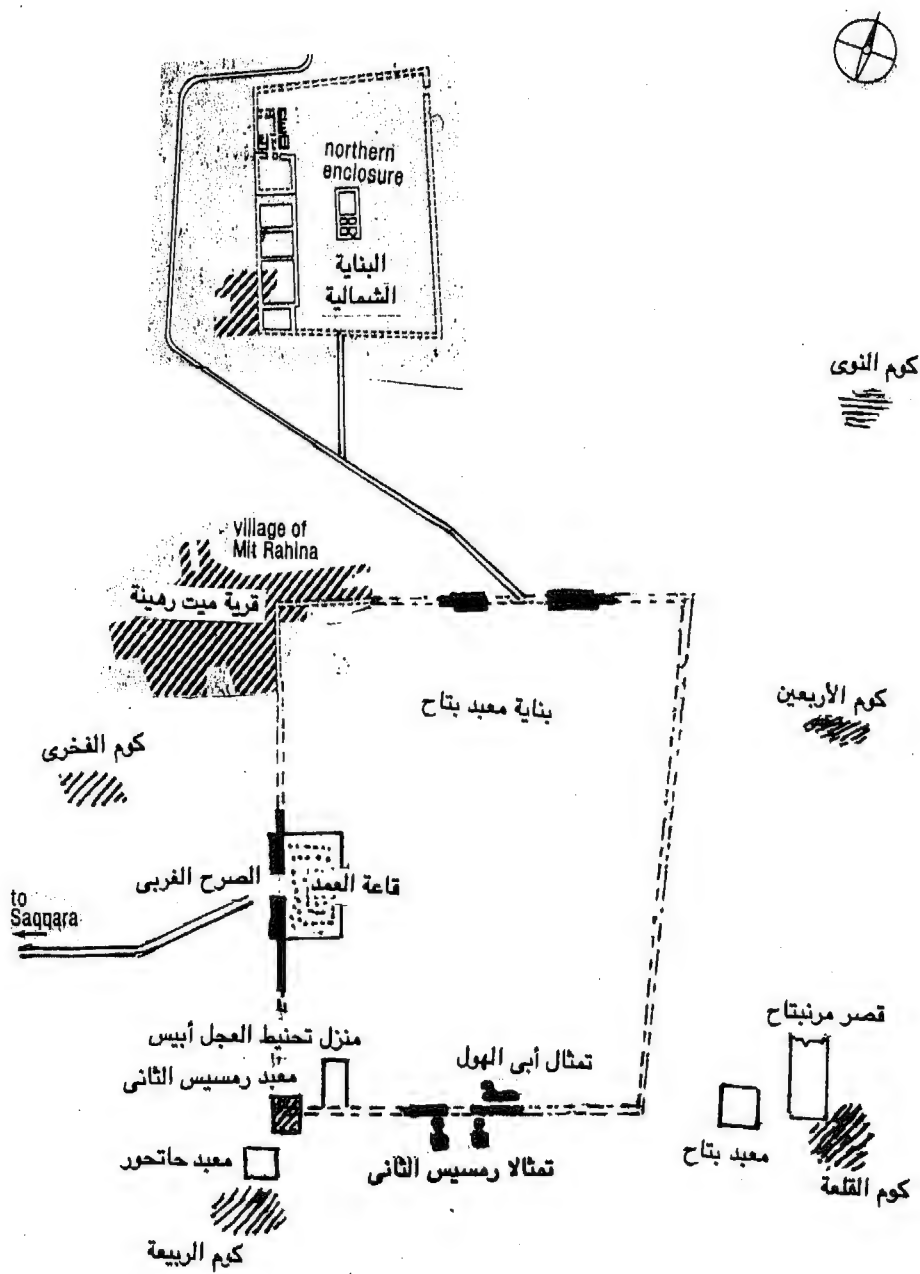 northern
enclosure
البناية
الشمالية
كوم النوى
village of
Mit Rahina
قرية ميت رهينة
كوم الأربعين
بناية معبد بتاح
كوم الفخرى
الصرح الغربى
قاعة العمد
to
Saqqara
قصر مرنبتاح
منزل تحنيط العجل أبيس
تمثال أبى الهول
معبد رمسيس الثانى
معبد بتاح
تمثالا رمسيس الثانى
معبد حاتحور
كوم القلعة
كوم الربيعة